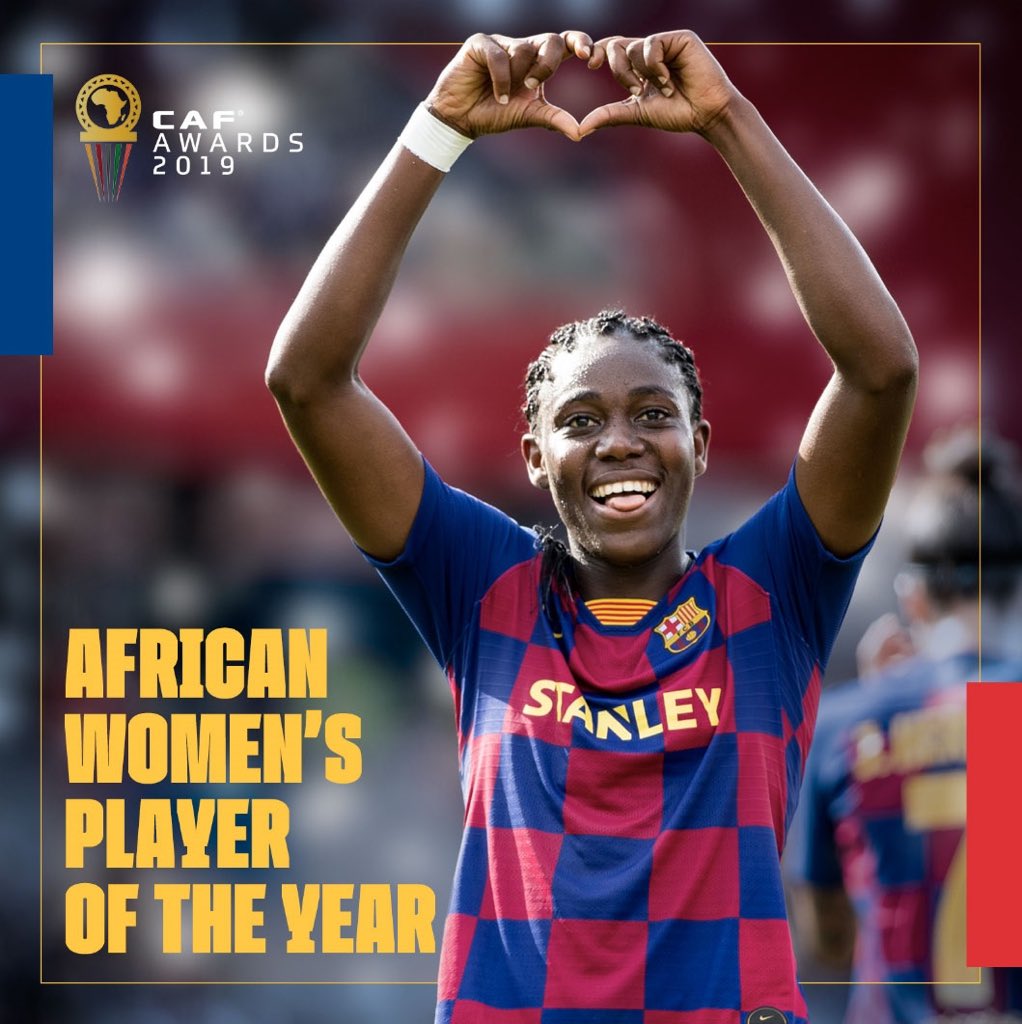 CAF
AWARDS
2019
STANLEY
AFRICAN
WOMEN'S
PLAYER
OF THE YEAR